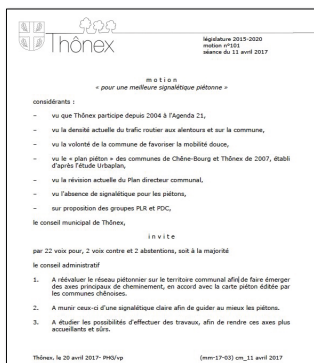 Thônex
législature 2015-2020
motion n°101
séance du 11 avril 2017
motion
« pour une meilleure signalétique piétonne »
considérants :
- vu que Thônex participe depuis 2004 à l'Agenda 21,
- vu la densité actuelle du trafic routier aux alentours et sur la commune,
- vu la volonté de la commune de favoriser la mobilité douce,
- vu le « plan piéton » des communes de Chêne-Bourg et Thônex de 2007, établi
d'après l'étude Urbaplan,
- vu la révision actuelle du Plan directeur communal,
- vu l'absence de signalétique pour les piétons,
- sur proposition des groupes PLR et PDC,
le conseil municipal de Thônex,
invite
par 22 voix pour, 2 voix contre et 2 abstentions, soit à la majorité
le conseil administratif
1. A réévaluer le réseau piétonnier sur le territoire communal afin de faire émerger
des axes principaux de cheminement, en accord avec la carte piéton éditée par
les communes chênoises.
2. A munir ceux-ci d'une signalétique claire afin de guider au mieux les piétons.
3. A étudier les possibilités d'effectuer des travaux, afin de rendre ces axes plus
accueillants et sûrs.
Thônex, le 20 avril 2017- PHG/vp (mm-17-03) cm_11 avril 2017